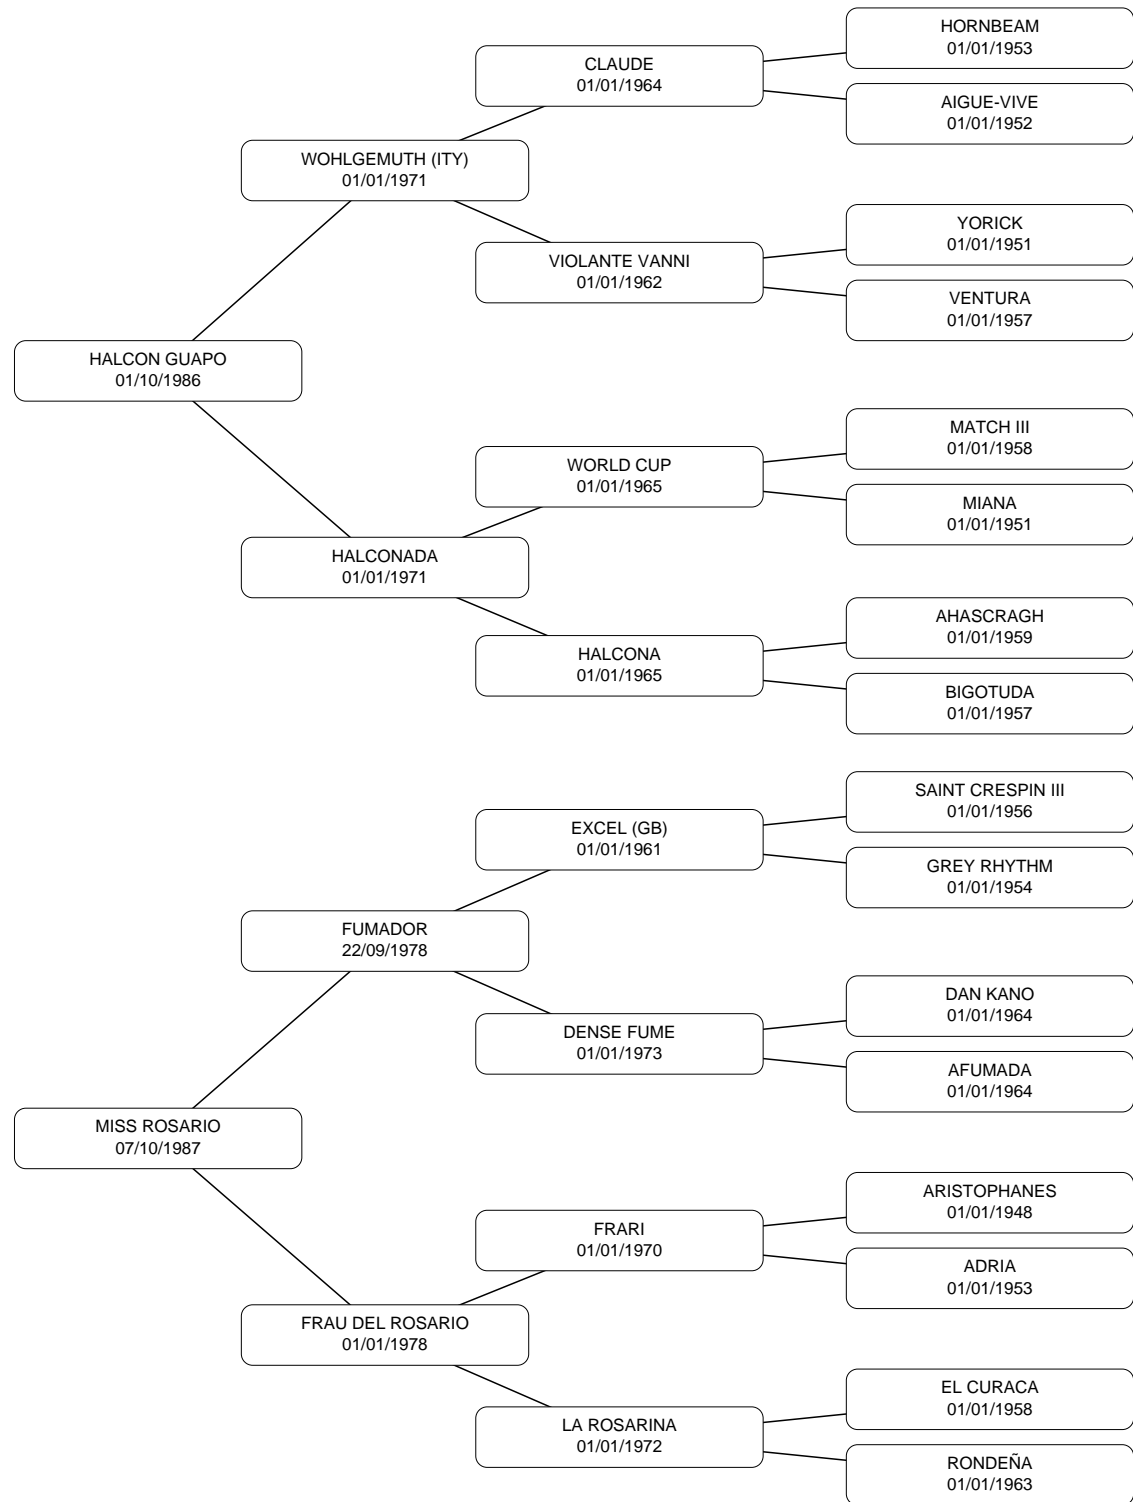 HORNBEAM
01/01/1953
CLAUDE
01/01/1964
AIGUE-VIVE
01/01/1952
WOHLGEMUTH (ITY)
01/01/1971
YORICK
01/01/1951
VIOLANTE VANNI
01/01/1962
VENTURA
01/01/1957
HALCON GUAPO
01/10/1986
MATCH III
01/01/1958
WORLD CUP
01/01/1965
MIANA
01/01/1951
HALCONADA
01/01/1971
AHASCRAGH
01/01/1959
HALCONA
01/01/1965
BIGOTUDA
01/01/1957
SAINT CRESPIN III
01/01/1956
EXCEL (GB)
01/01/1961
GREY RHYTHM
01/01/1954
FUMADOR
22/09/1978
DAN KANO
01/01/1964
DENSE FUME
01/01/1973
AFUMADA
01/01/1964
MISS ROSARIO
07/10/1987
ARISTOPHANES
01/01/1948
FRARI
01/01/1970
ADRIA
01/01/1953
FRAU DEL ROSARIO
01/01/1978
EL CURACA
01/01/1958
LA ROSARINA
01/01/1972
RONDEÑA
01/01/1963